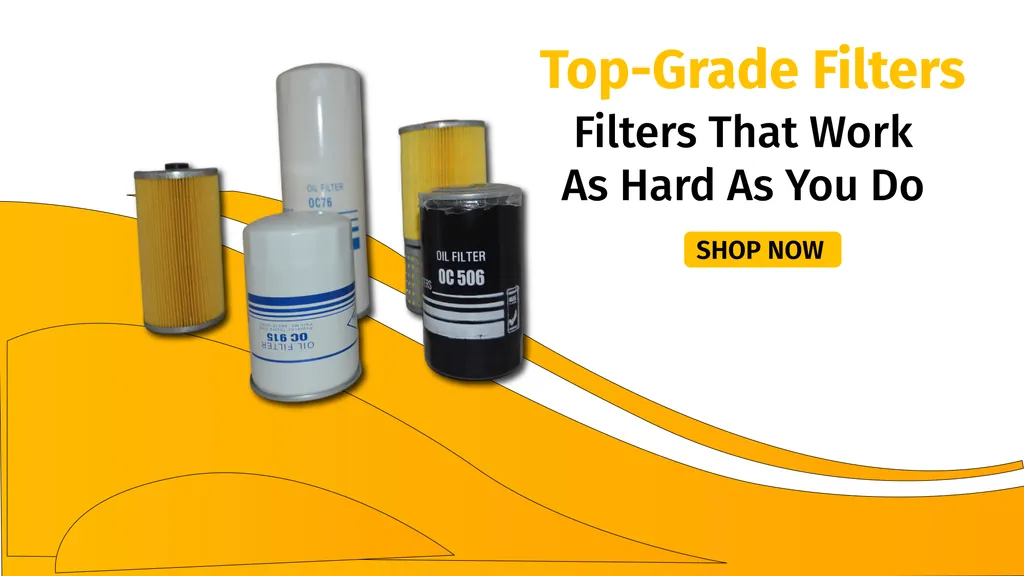 Top-Grade Filters
Filters That Work
As Hard As You Do
SHOP NOW
OIL FILTER
OC76
OIL FILTER
OC 506
OC 915
OIL FILTER